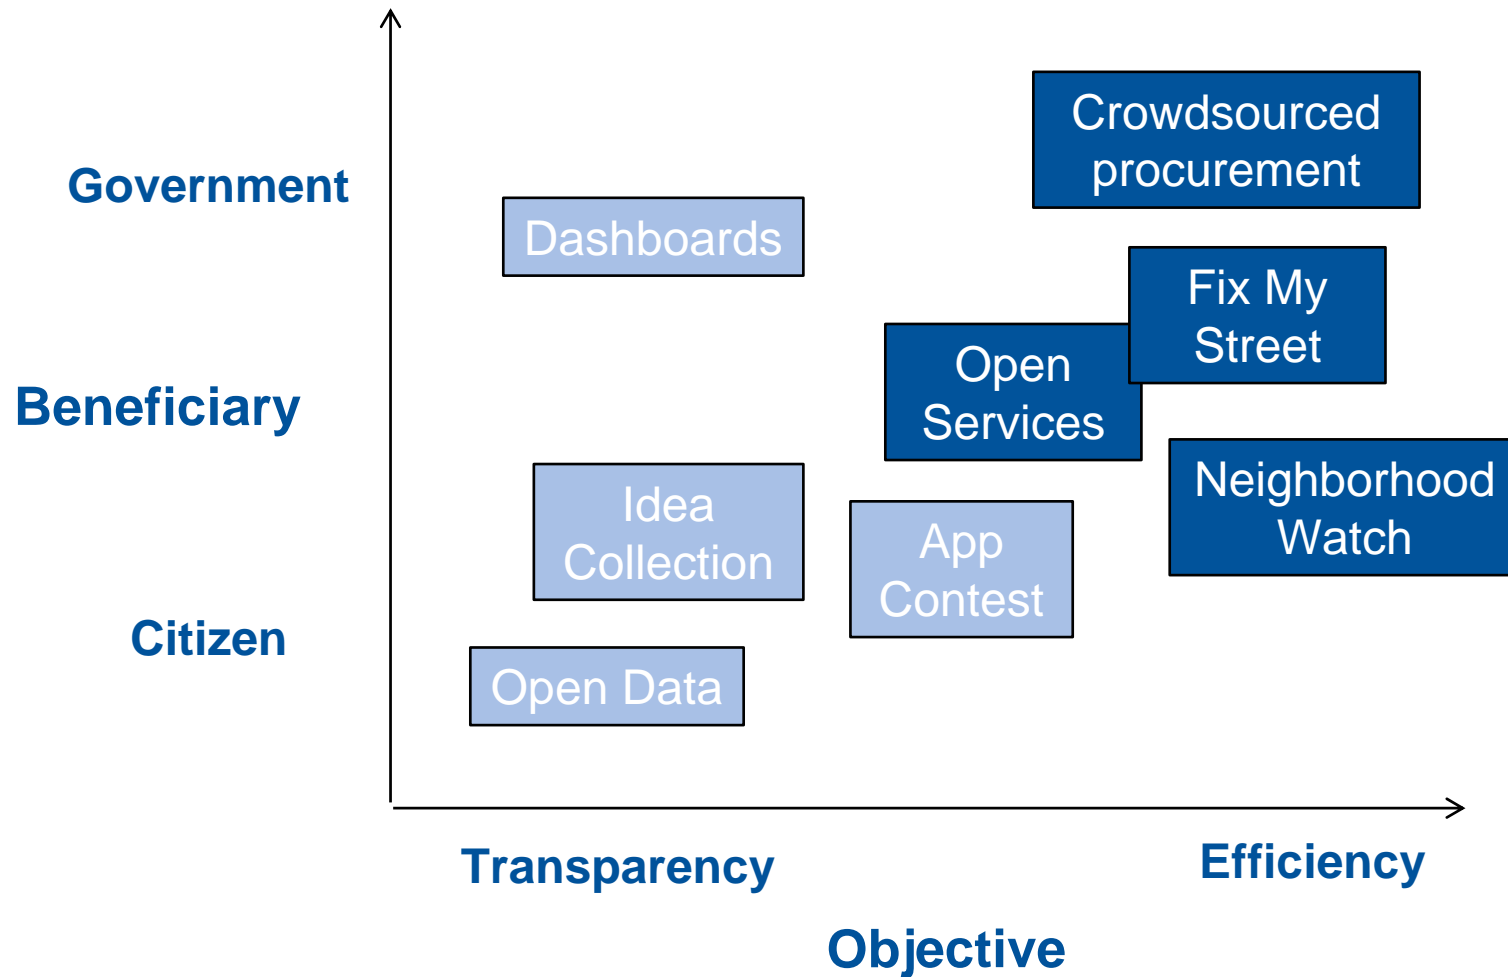 Crowdsourced
procurement
Government
Dashboards
Fix My
Street
Open
Services
Beneficiary
Neighborhood
Watch
Idea
Collection
App
Contest
Citizen
Open Data
Transparency
Efficiency
Objective